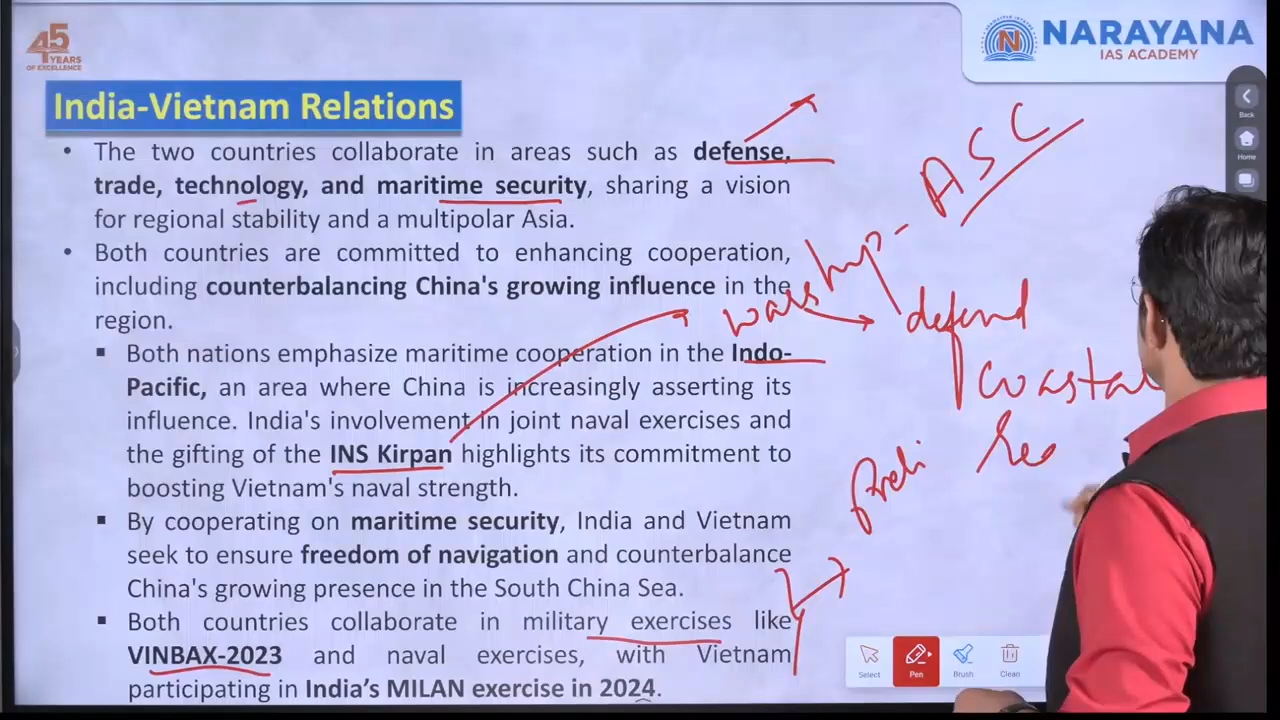 45
YEARS
OF EXCELLENCE
NARAYANA
IAS ACADEMY
India-Vietnam Relations
• The two countries collaborate in areas such as defense,
trade, technology, and maritime security, sharing a vision
for regional stability and a multipolar Asia.
• Both countries are committed to enhancing cooperation,
including counterbalancing China's growing influence in the
region.
▪ Both nations emphasize maritime cooperation in the Indo-
Pacific, an area where China is increasingly asserting its
influence. India's involvement in joint naval exercises and
the gifting of the INS Kirpan highlights its commitment to
boosting Vietnam's naval strength.
▪ By cooperating on maritime security, India and Vietnam
seek to ensure freedom of navigation and counterbalance
China's growing presence in the South China Sea.
▪ Both countries collaborate in military exercises like
VINBAX-2023 and naval exercises, with Vietnam
participating in India's MILAN exercise in 2024.
warship - ASC
defend
coastal
Preli
Back
Home
Select
Pen
Brush
Clean